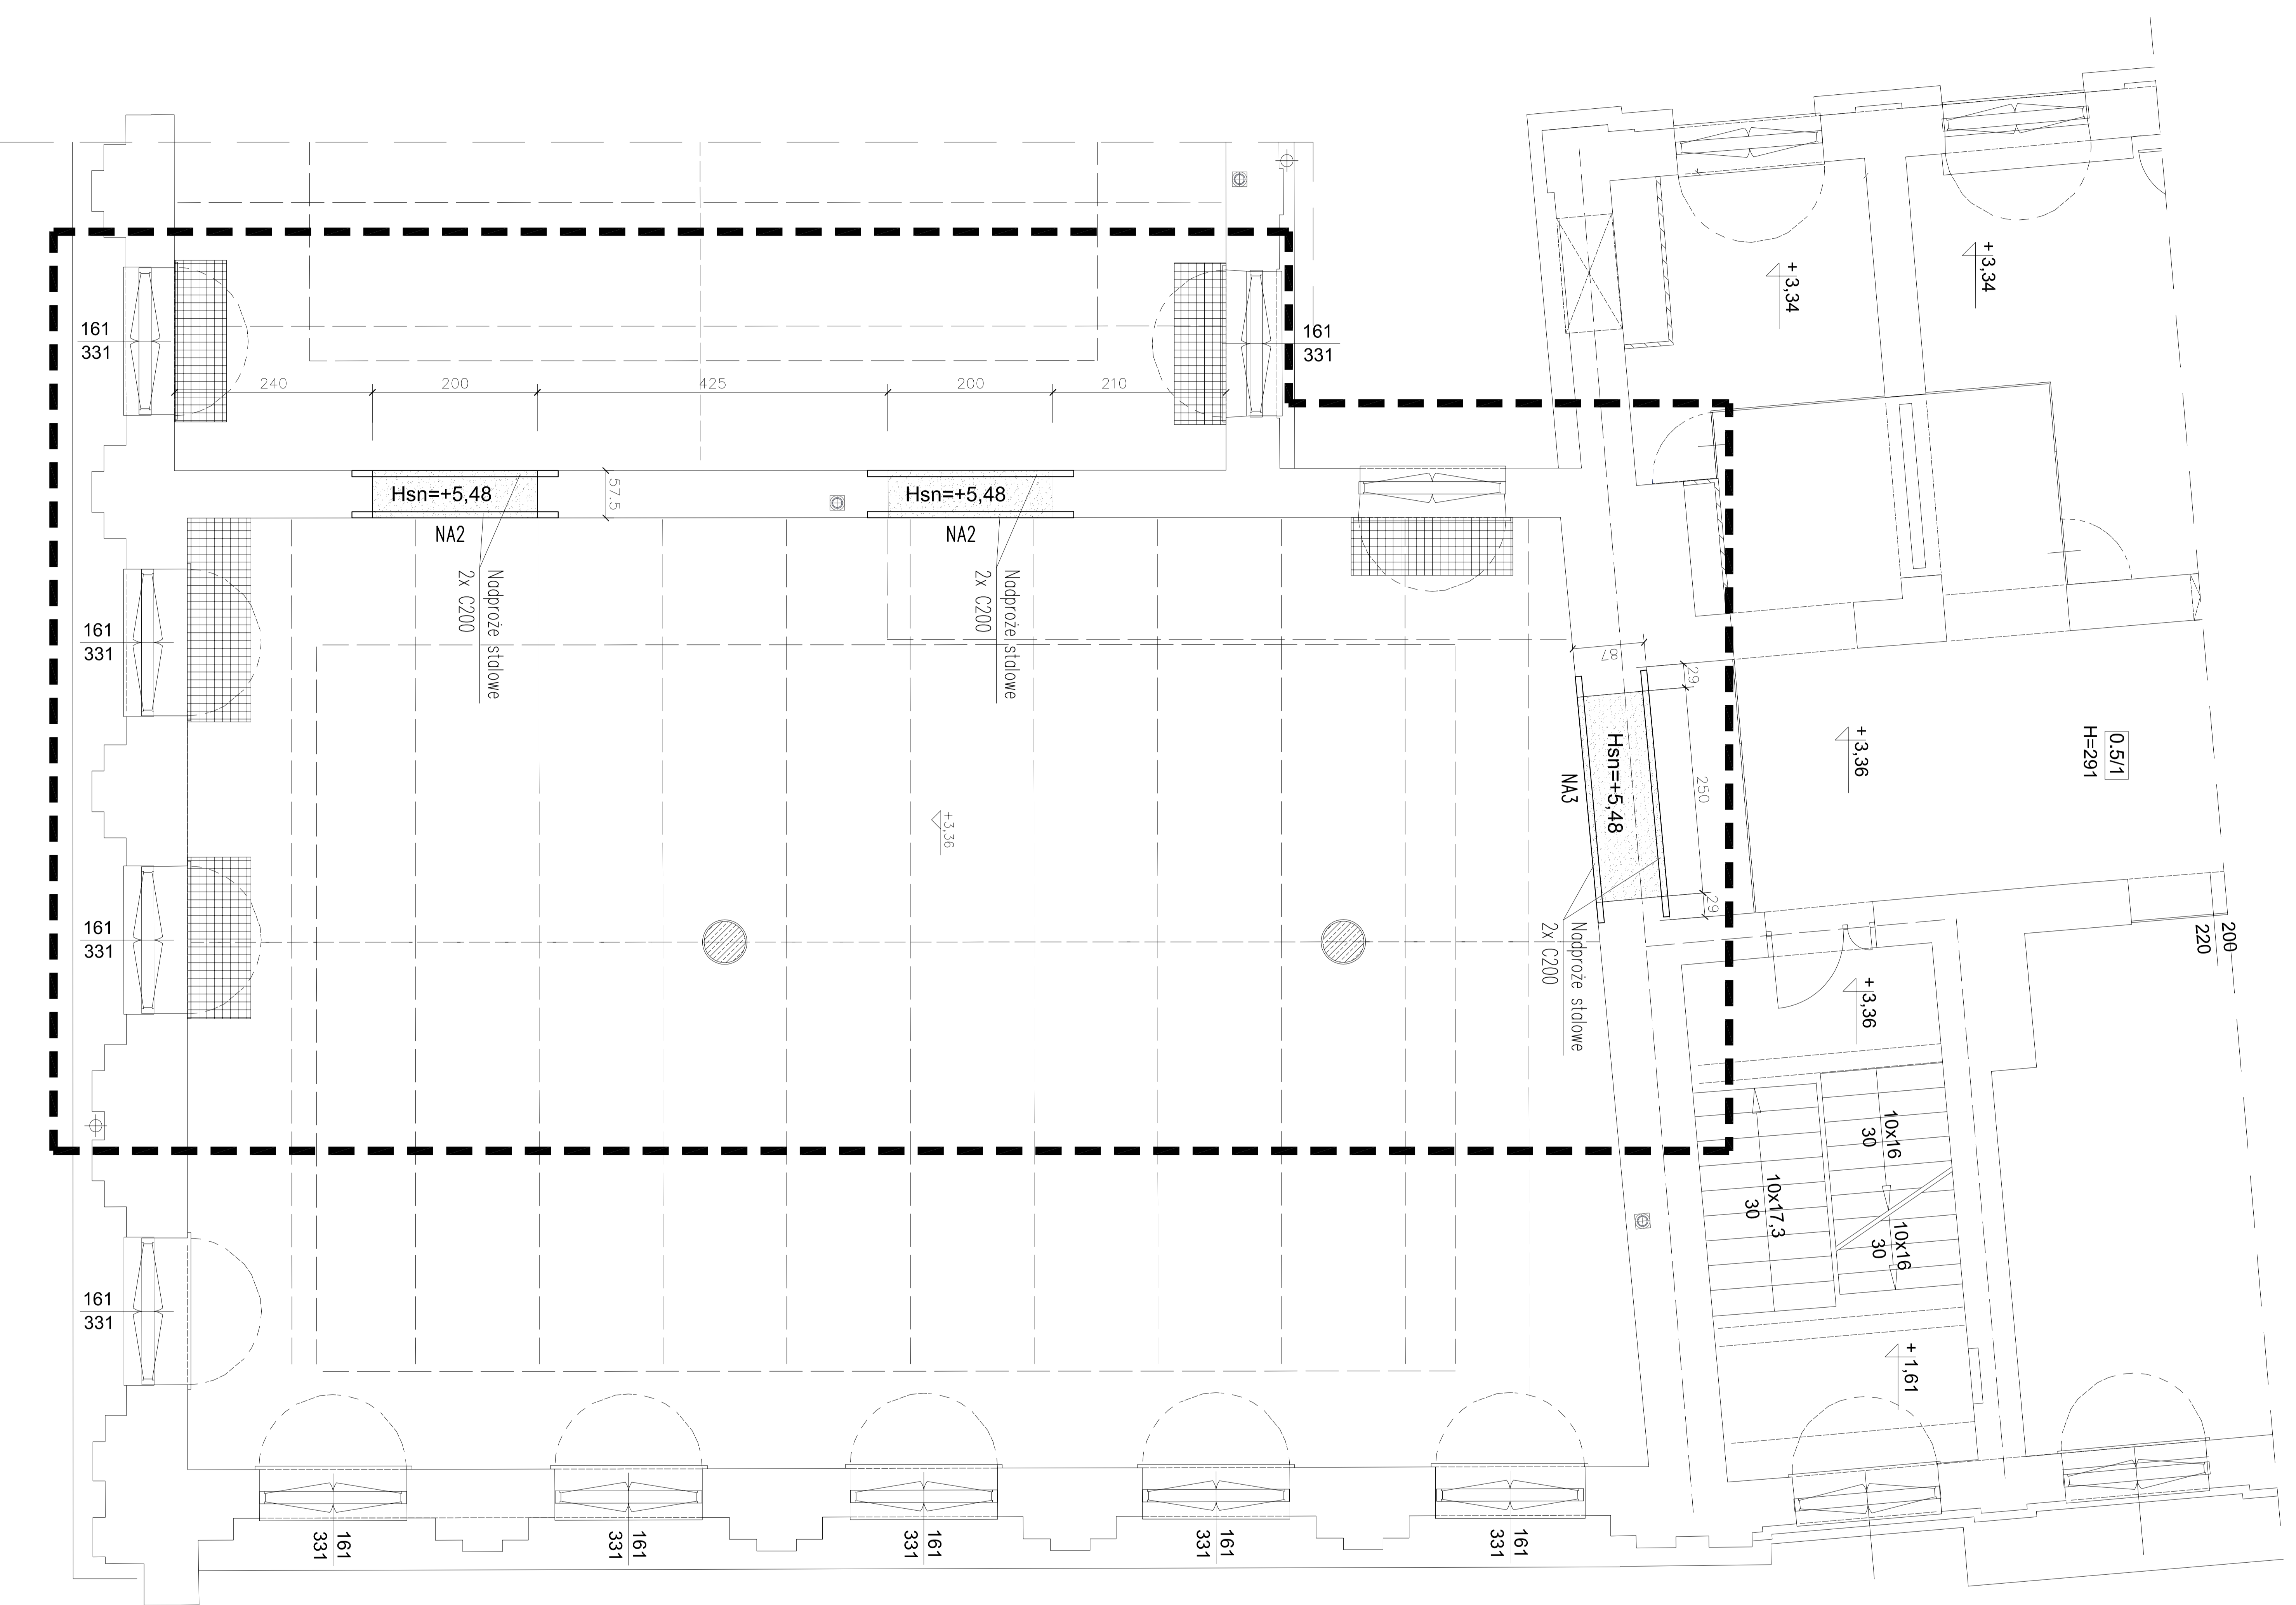 +3,34
+3,34
161
331
161
331
240
200
425
200
210
Hsn=+5,48
57.5
Hsn=+5,48
NA2
NA2
Nadproże stalowe
2x C200
Nadproże stalowe
2x C200
161
331
87
29
250
29
Hsn=+5,48
NA3
+3,36
0.5/1
H=291
+3,36
161
331
Nadproże stalowe
2x C200
200
220
+3,36
10x16
30
10x17,3
30
10x16
30
161
331
+1,61
161
331
161
331
161
331
161
331
161
331